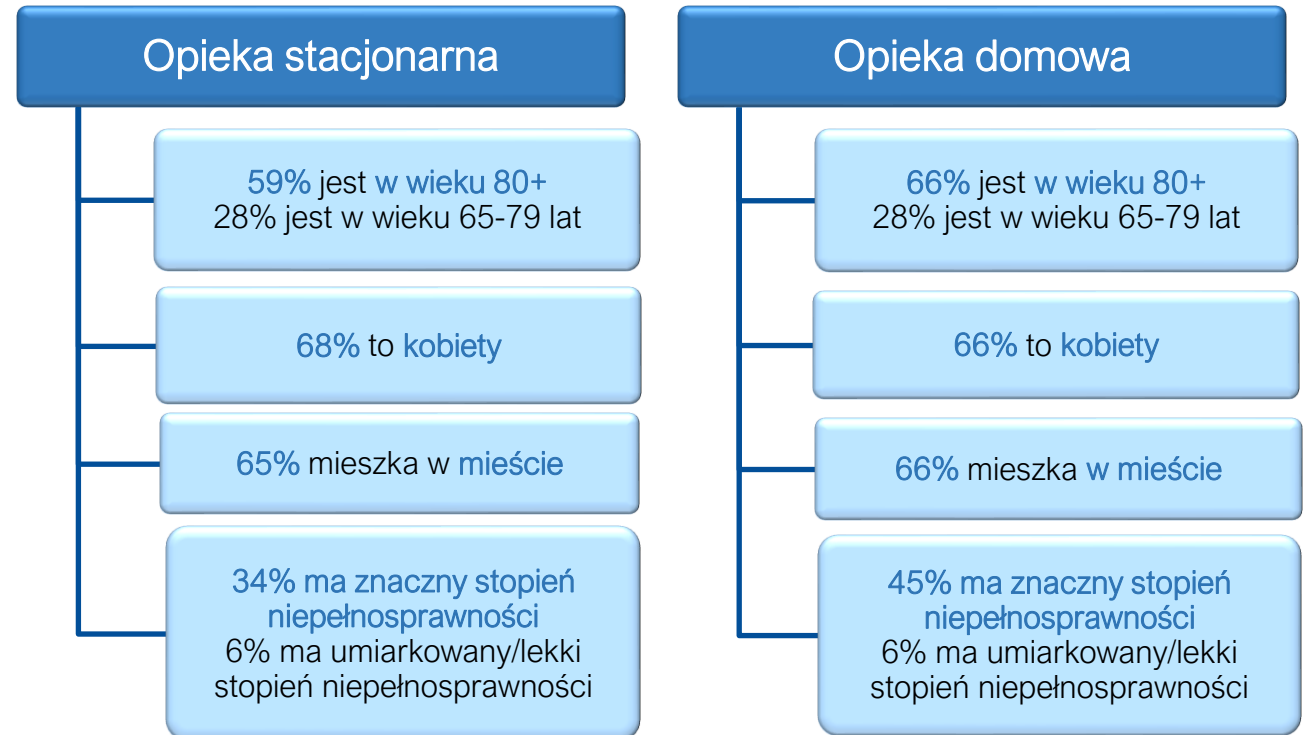 Opieka stacjonarna
59% jest w wieku 80+
28% jest w wieku 65-79 lat
68% to kobiety
65% mieszka w mieście
34% ma znaczny stopień
niepełnosprawności
6% ma umiarkowany/lekki
stopień niepełnosprawności
Opieka domowa
66% jest w wieku 80+
28% jest w wieku 65-79 lat
66% to kobiety
66% mieszka w mieście
45% ma znaczny stopień
niepełnosprawności
6% ma umiarkowany/lekki
stopień niepełnosprawności